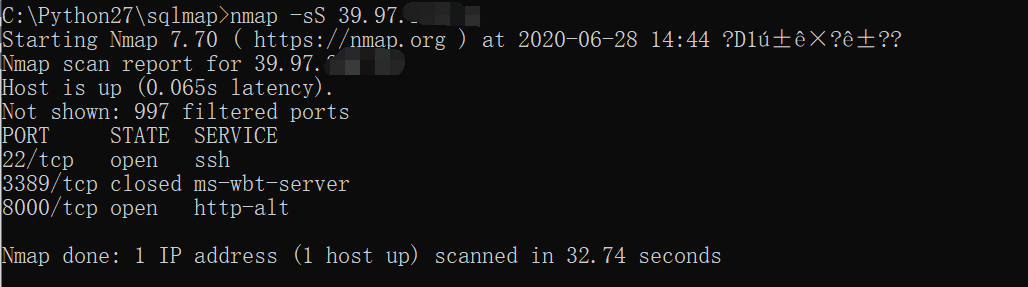 C:\Python27\sqlmap>nmap -sS 39.97.
Starting Nmap 7.70 ( https://nmap.org ) at 2020-06-28 14:44 ?D1ú±ê×?ê±??
Nmap scan report for 39.97.
Host is up (0.065s latency).
Not shown: 997 filtered ports
PORT     STATE  SERVICE
22/tcp   open   ssh
3389/tcp closed ms-wbt-server
8000/tcp open   http-alt
Nmap done: 1 IP address (1 host up) scanned in 32.74 seconds